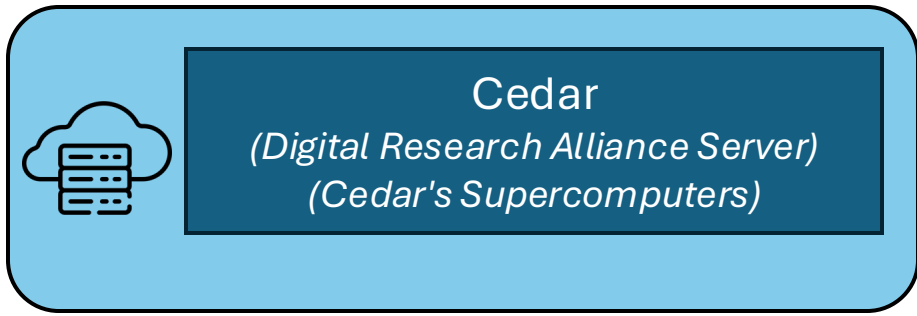 Cedar
(Digital Research Alliance Server)
(Cedar's Supercomputers)